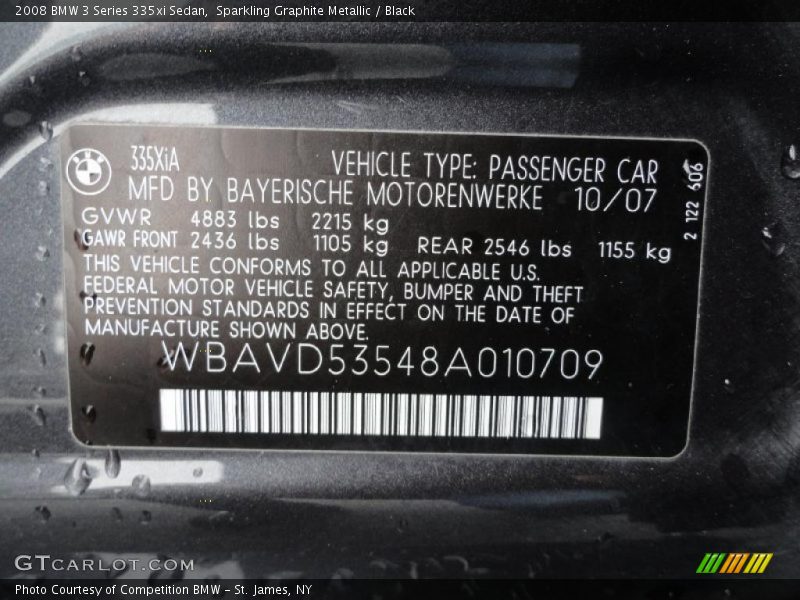 2008 BMW 3 Series 335xi Sedan, Sparkling Graphite Metallic / Black
335XiA VEHICLE TYPE: PASSENGER CAR
MFD BY BAYERISCHE MOTORENWERKE 10/07
GVWR 4883 lbs 2215 kg
GAWR FRONT 2436 lbs 1105 kg REAR 2546 lbs 1155 kg
THIS VEHICLE CONFORMS TO ALL APPLICABLE U.S.
FEDERAL MOTOR VEHICLE SAFETY, BUMPER AND THEFT
PREVENTION STANDARDS IN EFFECT ON THE DATE OF
MANUFACTURE SHOWN ABOVE.
WBAVD53548A010709
2 122 606
GTCARLOT.COM
Photo Courtesy of Competition BMW - St. James, NY